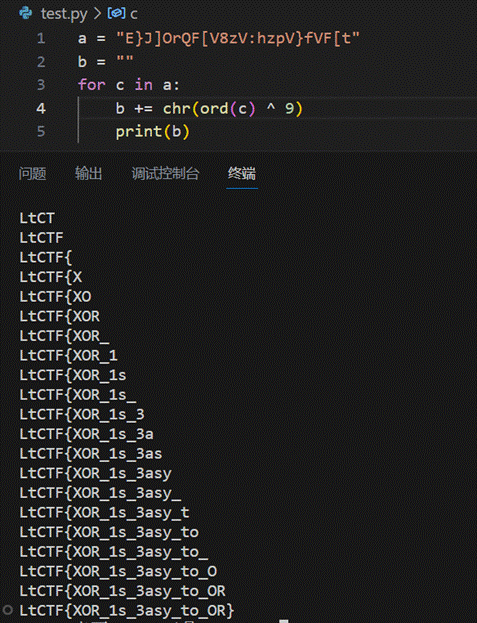 test.py > c
1 a = "E}J]OrQF[V8zV:hzpV}fVF[t"
2 b = ""
3 for c in a:
4     b += chr(ord(c) ^ 9)
5     print(b)
问题 输出 调试控制台 终端
LtCT
LtCTF
LtCTF{
LtCTF{X
LtCTF{XO
LtCTF{XOR
LtCTF{XOR_
LtCTF{XOR_1
LtCTF{XOR_1s
LtCTF{XOR_1s_
LtCTF{XOR_1s_3
LtCTF{XOR_1s_3a
LtCTF{XOR_1s_3as
LtCTF{XOR_1s_3asy
LtCTF{XOR_1s_3asy_
LtCTF{XOR_1s_3asy_t
LtCTF{XOR_1s_3asy_to
LtCTF{XOR_1s_3asy_to_
LtCTF{XOR_1s_3asy_to_O
LtCTF{XOR_1s_3asy_to_OR
LtCTF{XOR_1s_3asy_to_OR}